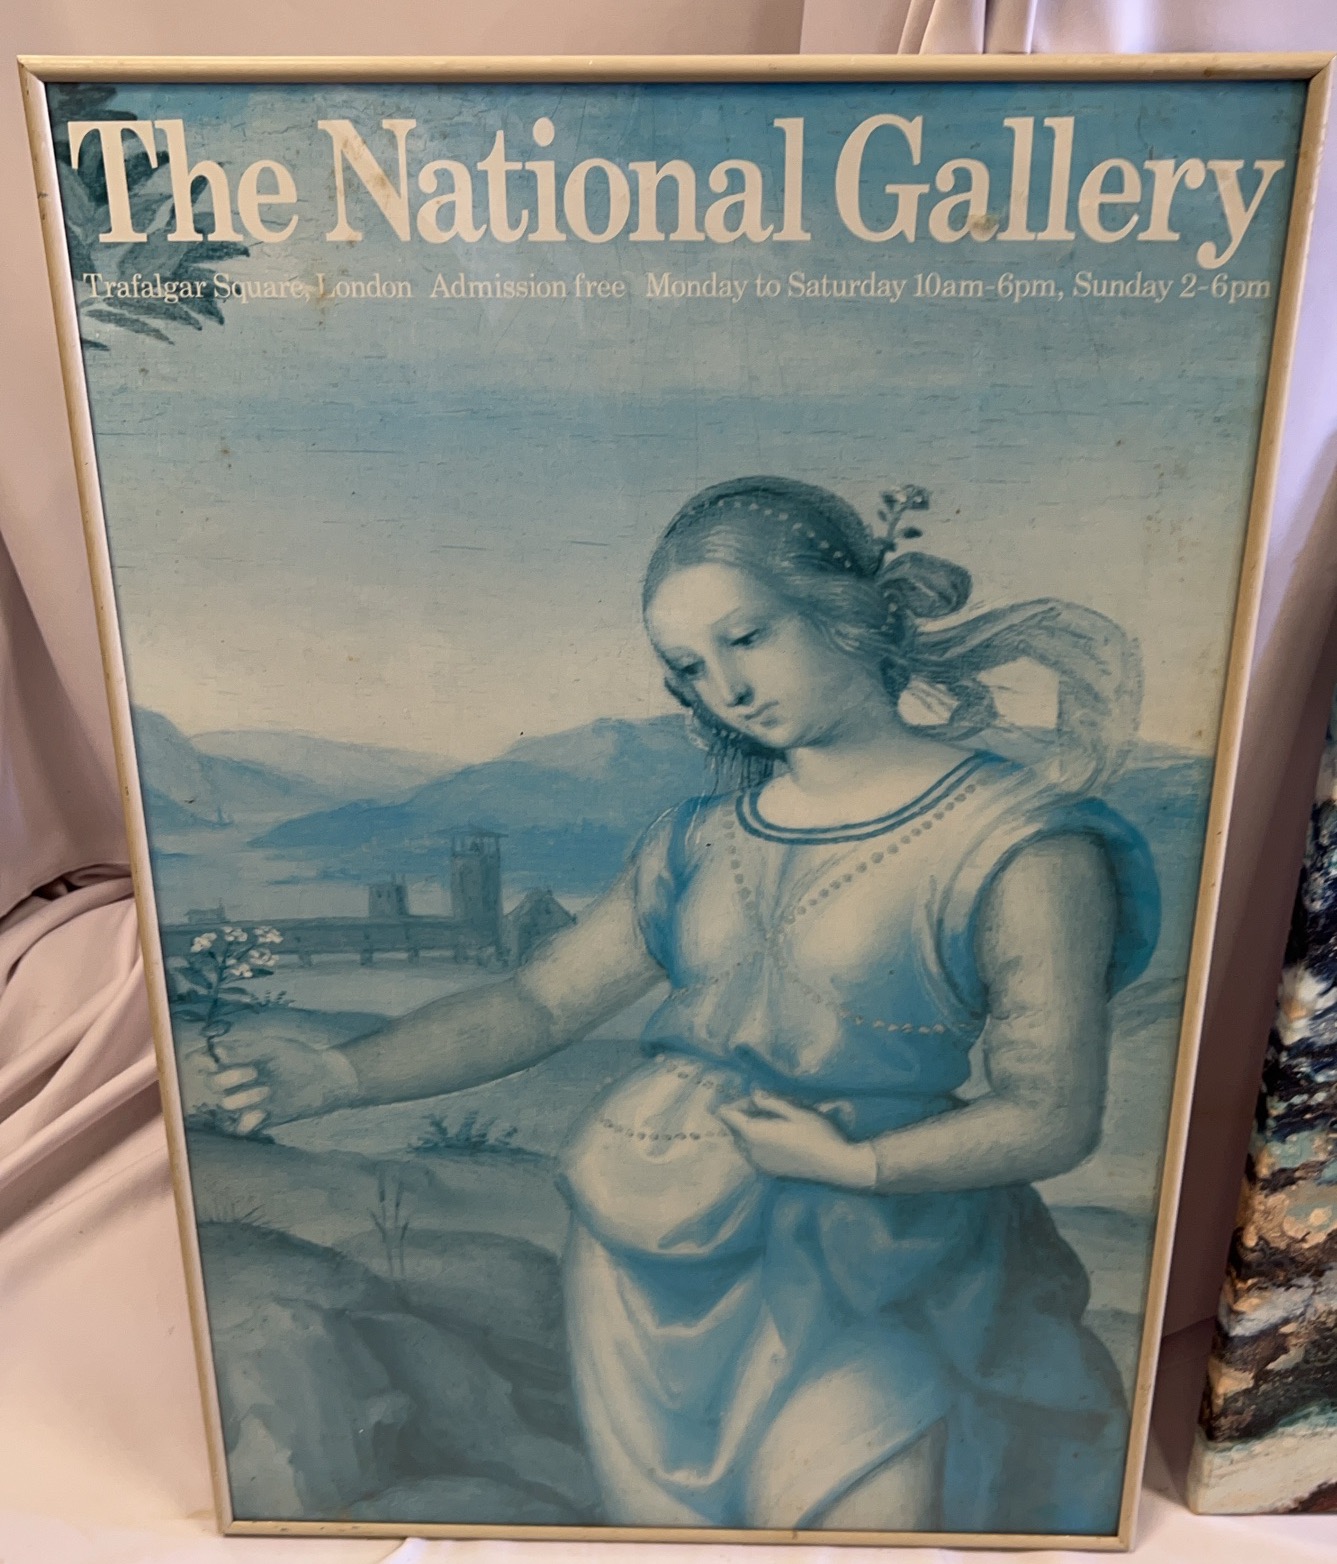 The National Gallery
Trafalgar Square, London Admission free Monday to Saturday 10am-6pm, Sunday 2-6pm